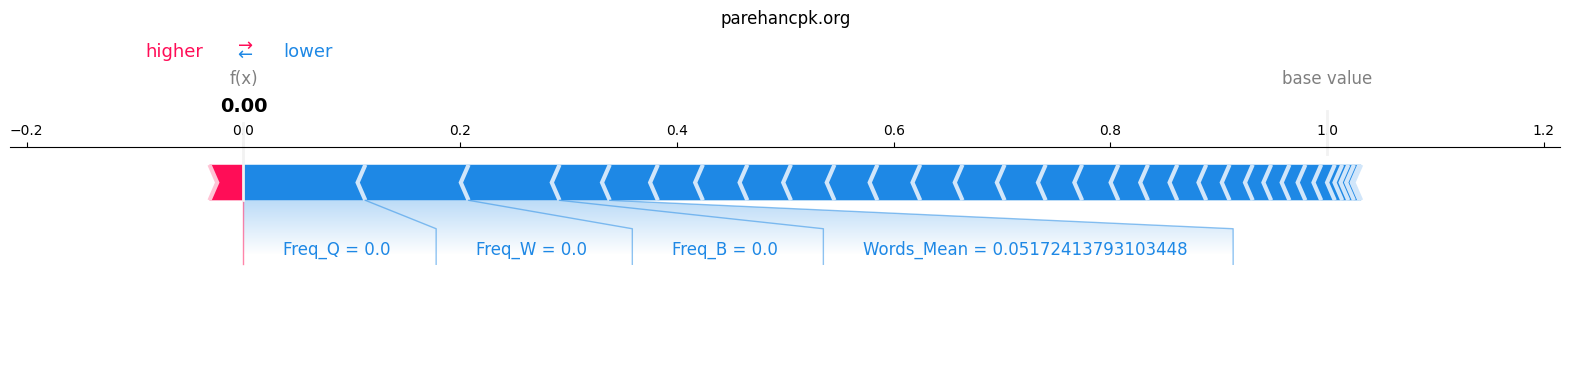 parehancpk.org
higher ⇄ lower
f(x) base value
0.00
−0.2 0.0 0.2 0.4 0.6 0.8 1.0 1.2
Freq_Q = 0.0 Freq_W = 0.0 Freq_B = 0.0 Words_Mean = 0.05172413793103448